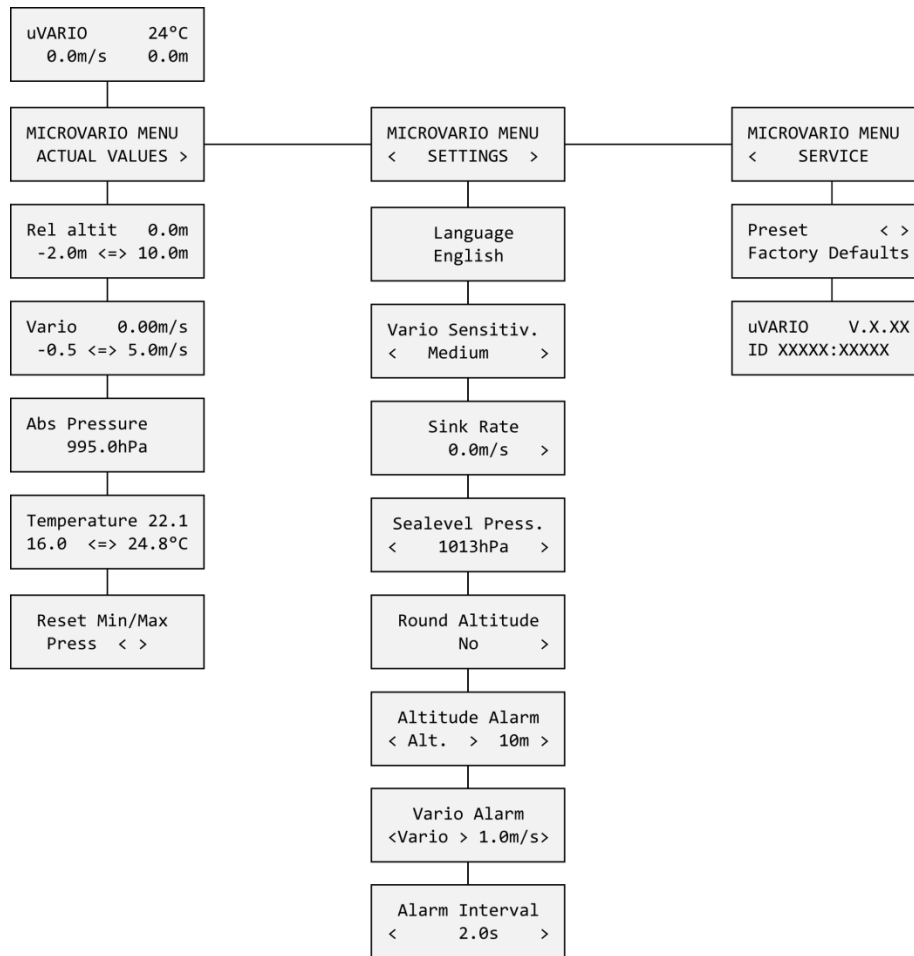 uVARIO 24°C
0.0m/s 0.0m
MICROVARIO MENU
ACTUAL VALUES >
Rel altit 0.0m
-2.0m <=> 10.0m
Vario 0.00m/s
-0.5 <=> 5.0m/s
Abs Pressure
995.0hPa
Temperature 22.1
16.0 <=> 24.8°C
Reset Min/Max
Press < >
MICROVARIO MENU
< SETTINGS >
Language
English
Vario Sensitiv.
< Medium >
Sink Rate
0.0m/s >
Sealevel Press.
< 1013hPa >
Round Altitude
No >
Altitude Alarm
< Alt. > 10m >
Vario Alarm
<Vario > 1.0m/s>
Alarm Interval
< 2.0s >
MICROVARIO MENU
< SERVICE
Preset < >
Factory Defaults
uVARIO V.X.XX
ID XXXXX:XXXXX